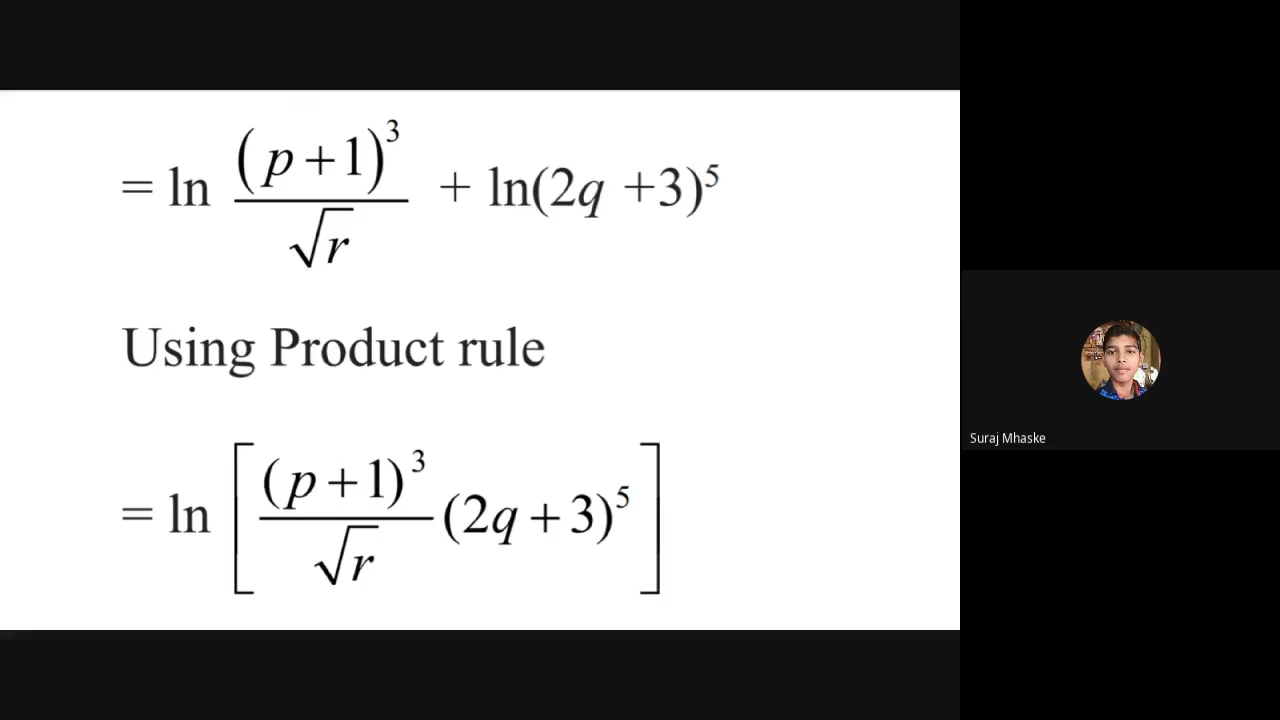 = ln (p+1)³/√r + ln(2q +3)⁵
Using Product rule
= ln [(p+1)³/√r (2q+3)⁵]
Suraj Mhaske